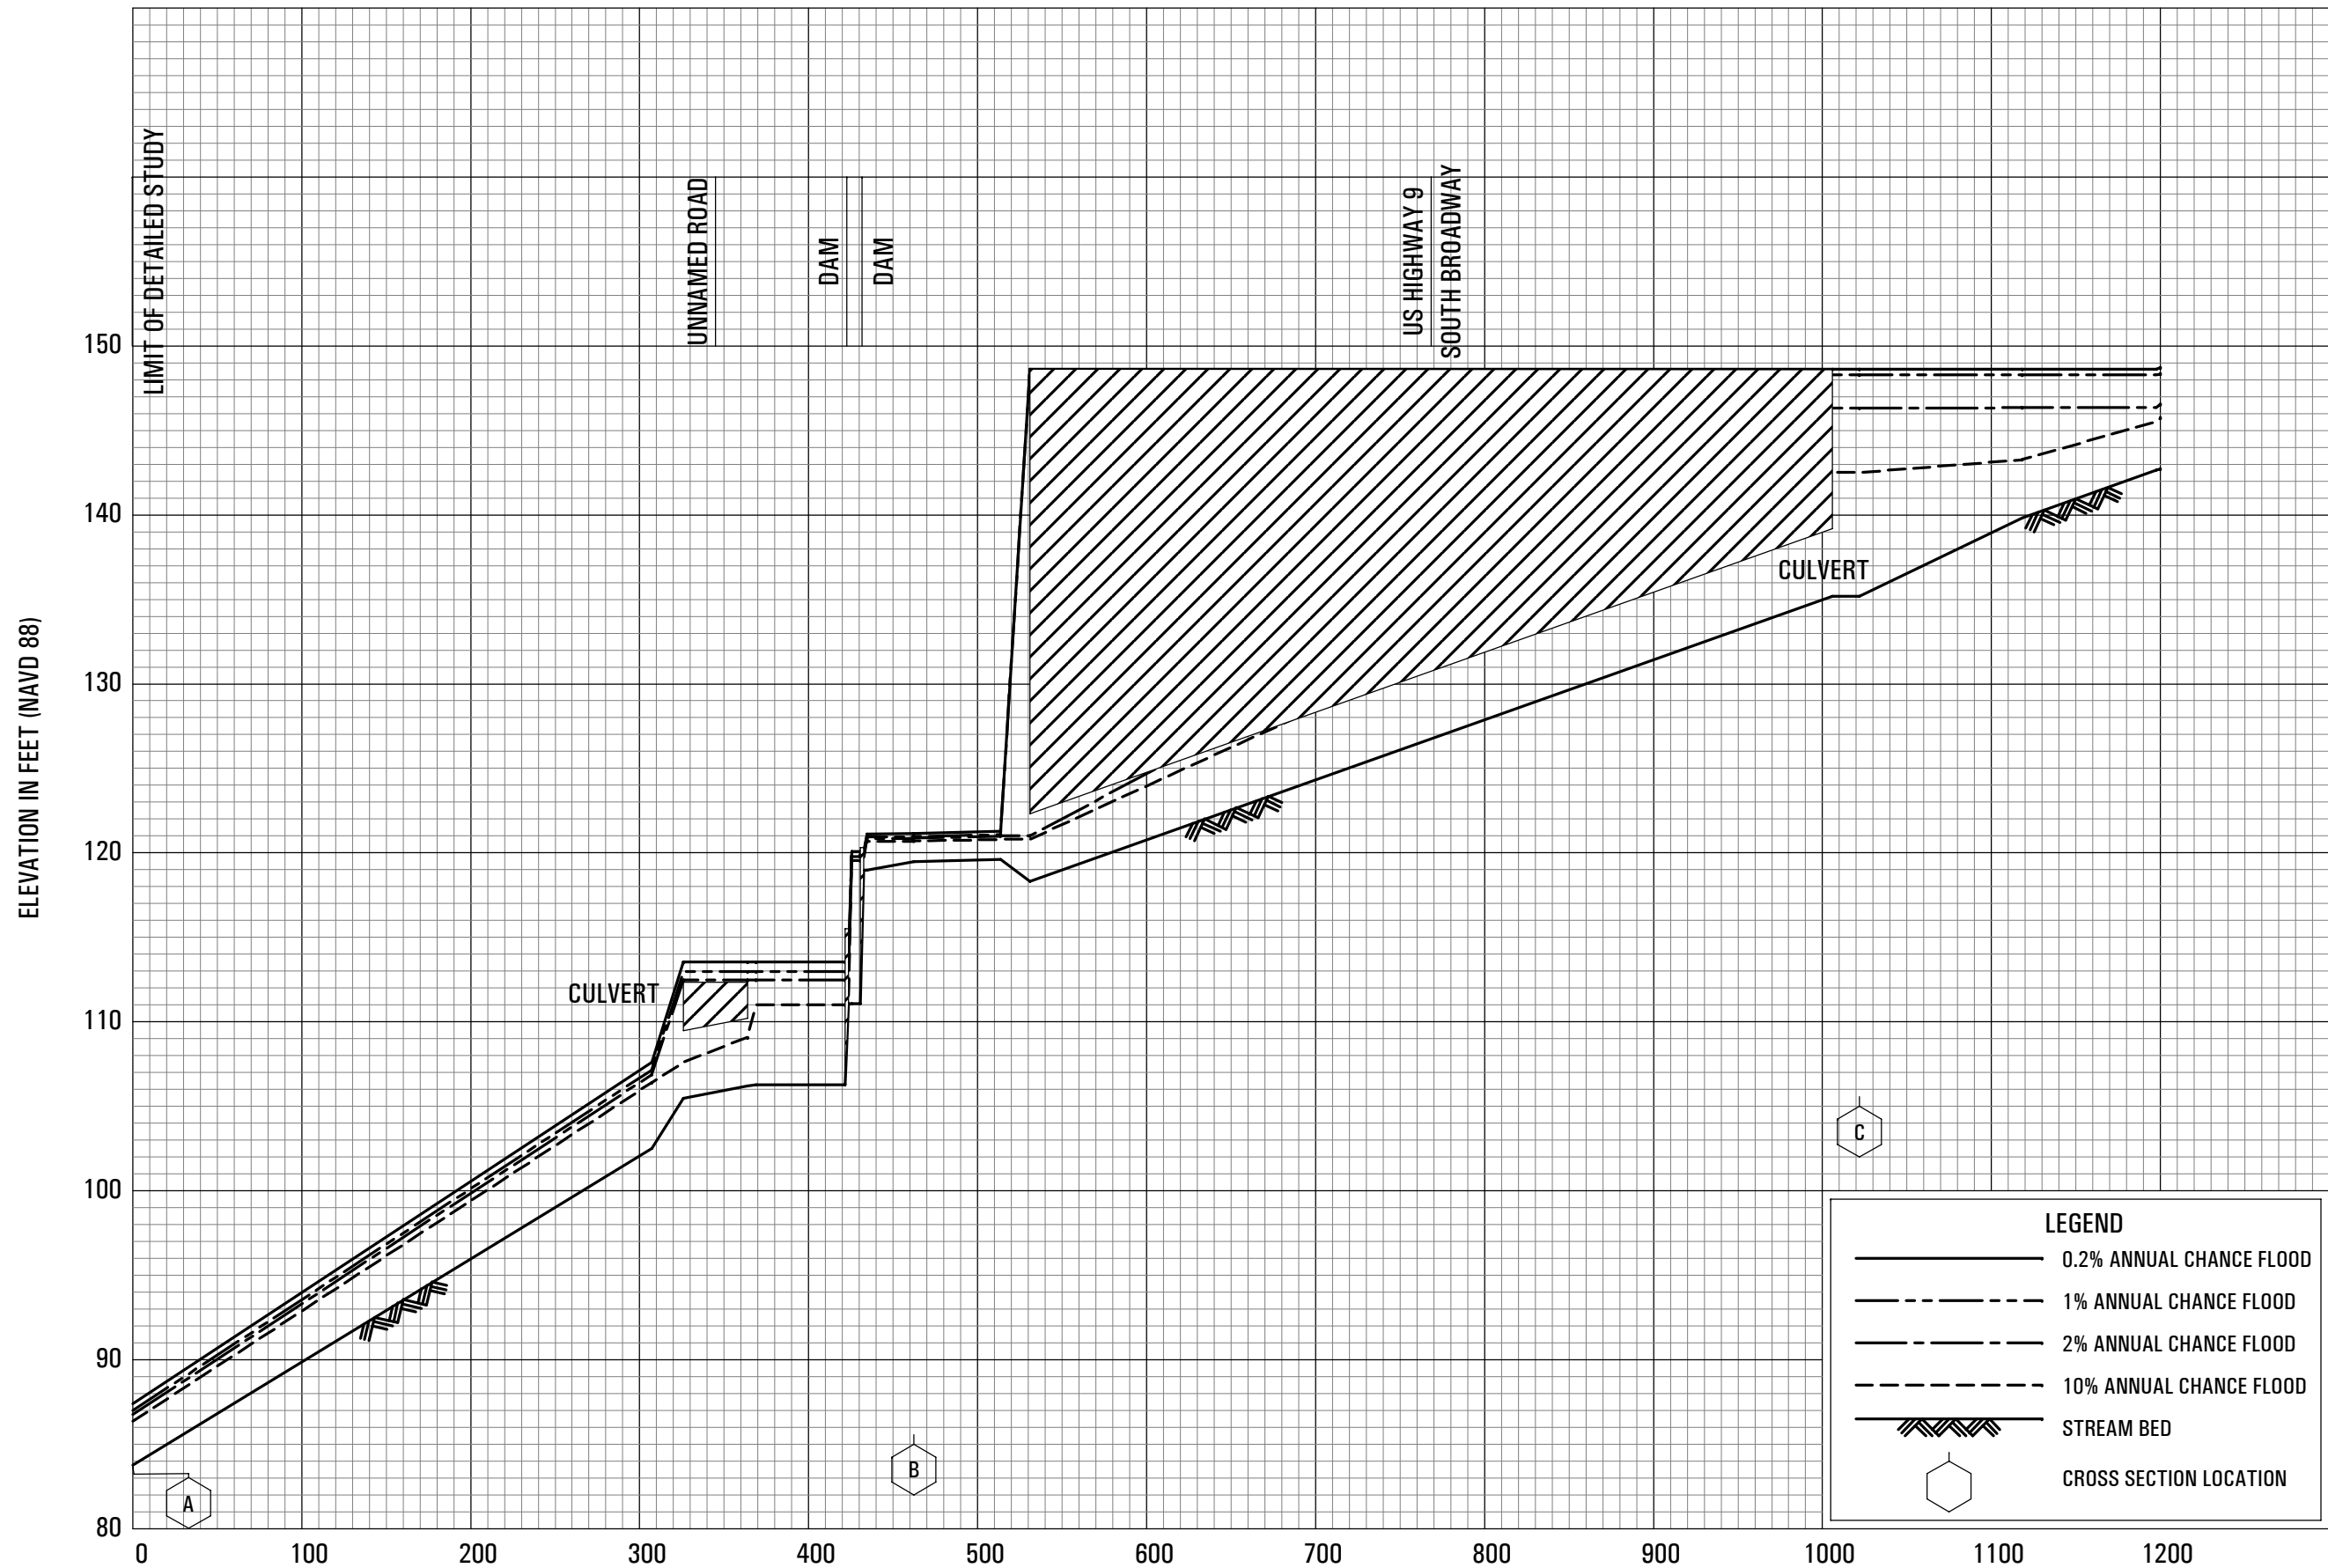 LIMIT OF DETAILED STUDY
UNNAMED ROAD
DAM
DAM
US HIGHWAY 9
SOUTH BROADWAY
ELEVATION IN FEET (NAVD 88)
150
140
130
120
110
100
90
80
CULVERT
CULVERT
A
B
C
LEGEND
0.2% ANNUAL CHANCE FLOOD
1% ANNUAL CHANCE FLOOD
2% ANNUAL CHANCE FLOOD
10% ANNUAL CHANCE FLOOD
STREAM BED
CROSS SECTION LOCATION
0 100 200 300 400 500 600 700 800 900 1000 1100 1200